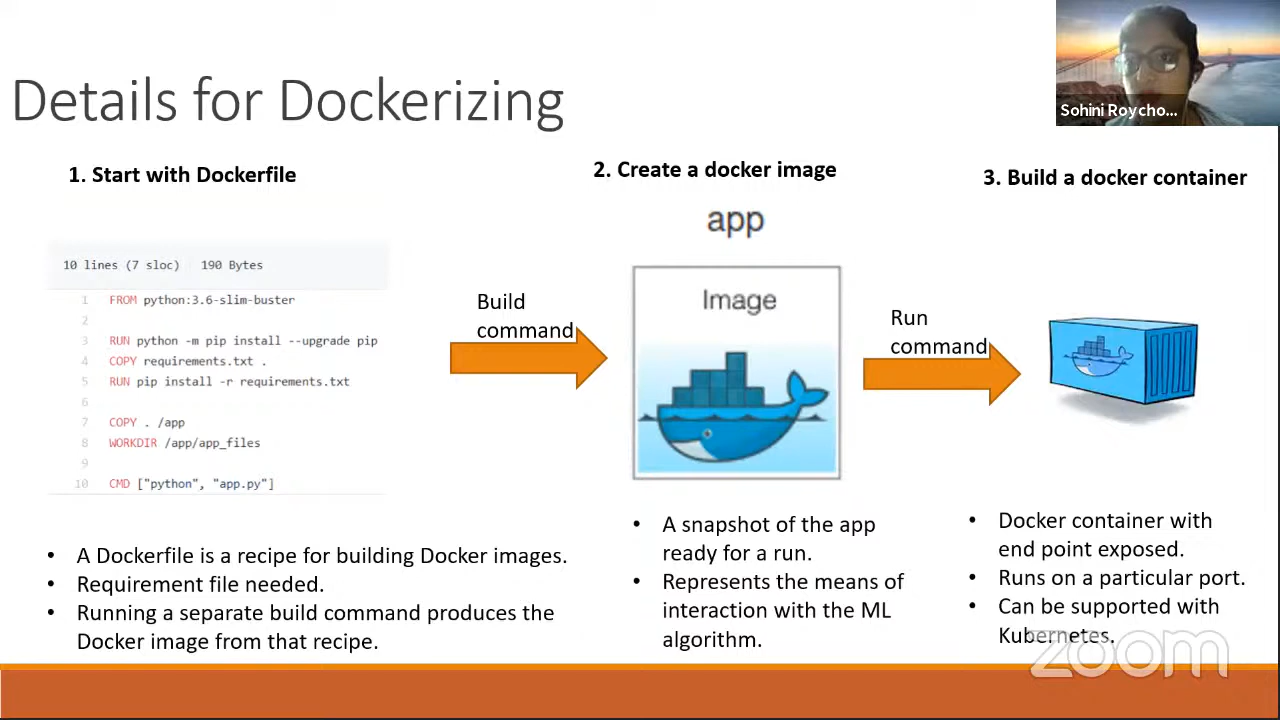 Details for Dockerizing
Sohini Roycho...
1. Start with Dockerfile
10 lines (7 sloc) 190 Bytes
1 FROM python:3.6-slim-buster
2
3 RUN python -m pip install --upgrade pip
4 COPY requirements.txt .
5 RUN pip install -r requirements.txt
6
7 COPY . /app
8 WORKDIR /app/app_files
9
10 CMD ["python", "app.py"]
• A Dockerfile is a recipe for building Docker images.
• Requirement file needed.
• Running a separate build command produces the
Docker image from that recipe.
Build
command
2. Create a docker image
app
Image
• A snapshot of the app
ready for a run.
• Represents the means of
interaction with the ML
algorithm.
Run
command
3. Build a docker container
• Docker container with
end point exposed.
• Runs on a particular port.
• Can be supported with
Kubernetes.
zoom